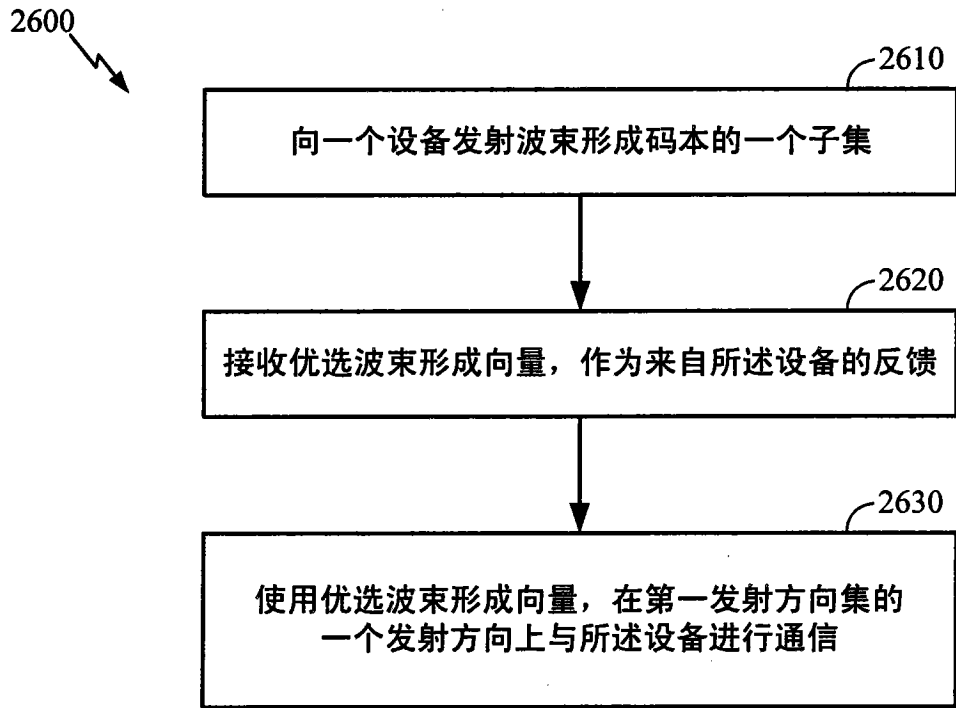 2600
2610
向一个设备发射波束形成码本的一个子集
2620
接收优选波束形成向量，作为来自所述设备的反馈
2630
使用优选波束形成向量，在第一发射方向集的
一个发射方向上与所述设备进行通信